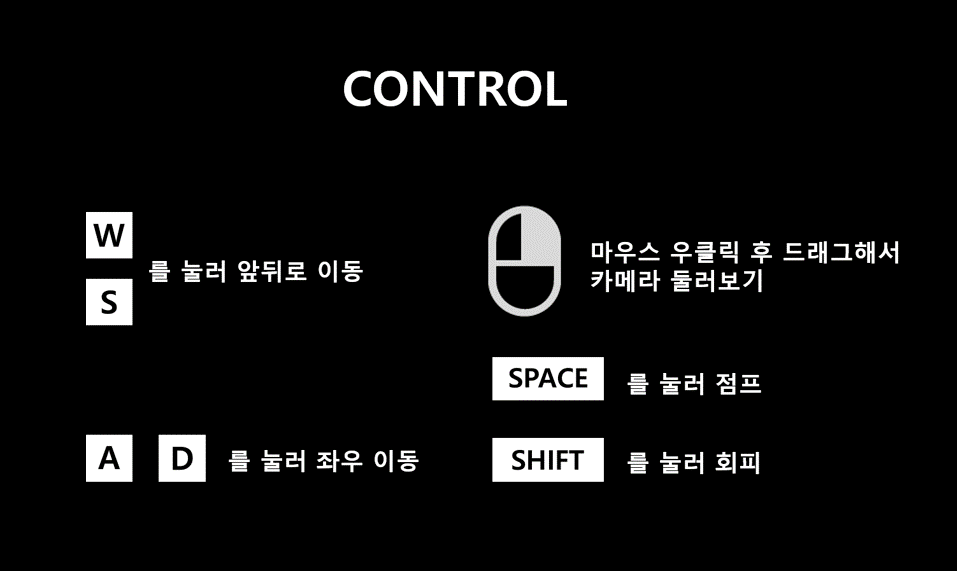 CONTROL
W
S
를 눌러 앞뒤로 이동
A D 를 눌러 좌우 이동
마우스 우클릭 후 드래그해서
카메라 둘러보기
SPACE 를 눌러 점프
SHIFT 를 눌러 회피